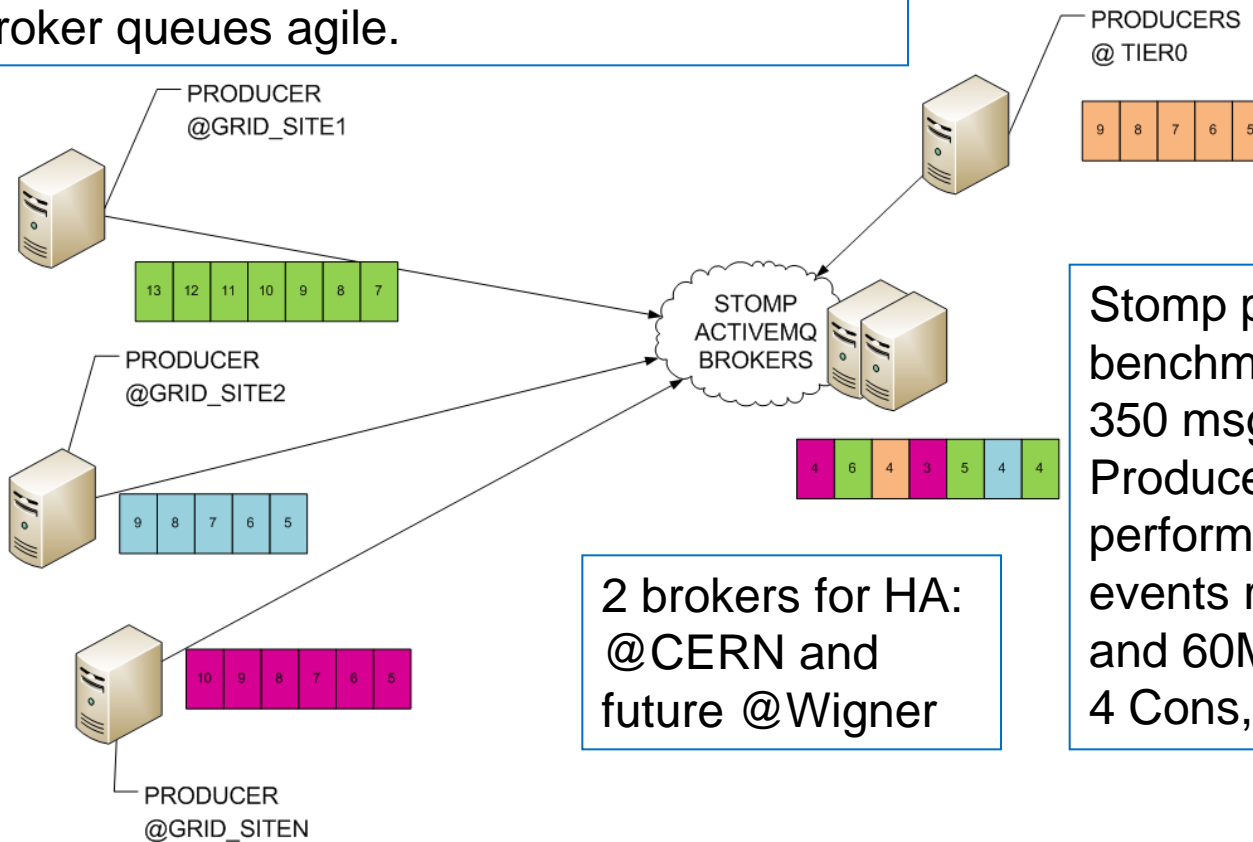 roker queues agile.
PRODUCERS
@ TIER0
9 8 7 6 5
PRODUCER
@GRID_SITE1
13 12 11 10 9 8 7
STOMP
ACTIVEMQ
BROKERS
PRODUCER
@GRID_SITE2
9 8 7 6 5
4 6 4 3 5 4 4
Stomp p
benchm
350 msg
Produce
perform
events r
and 60M
4 Cons,
2 brokers for HA:
@CERN and
future @Wigner
10 9 8 7 6 5
PRODUCER
@GRID_SITEN